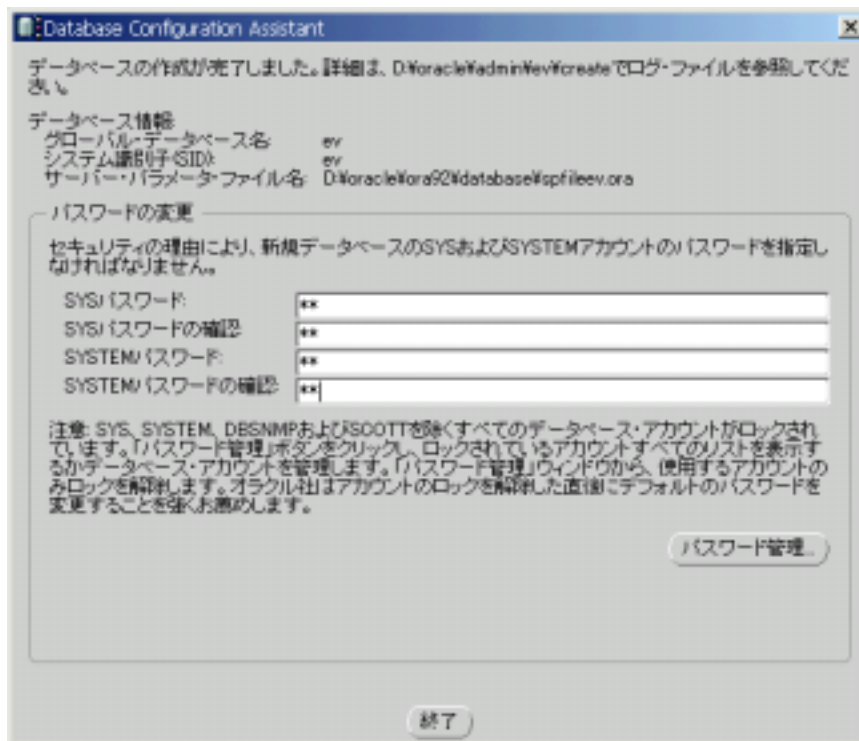 Database Configuration Assistant
データベースの作成が完了しました。詳細は、D:¥oracle¥admin¥ev¥createでログ・ファイルを参照してくだ
さい。
データベース情報:
グローバル・データベース名: ev
システム識別子(SID): ev
サーバー・パラメータ・ファイル名: D:¥oracle¥ora92¥database¥spfileev.ora
パスワードの変更
セキュリティの理由により、新規データベースのSYSおよびSYSTEMアカウントのパスワードを指定し
なければなりません。
SYSパスワード: **
SYSパスワードの確認: **
SYSTEMパスワード: **
SYSTEMパスワードの確認: **
注意: SYS、SYSTEM、DBSNMPおよびSCOTTを除くすべてのデータベース・アカウントがロックされ
ています。「パスワード管理」ボタンをクリックし、ロックされているアカウントすべてのリストを表示す
るかデータベース・アカウントを管理します。「パスワード管理」ウィンドウから、使用するアカウントの
みロックを解除します。オラクル社はアカウントのロックを解除した直後にデフォルトのパスワードを
変更することを強くお薦めします。
パスワード管理...
終了